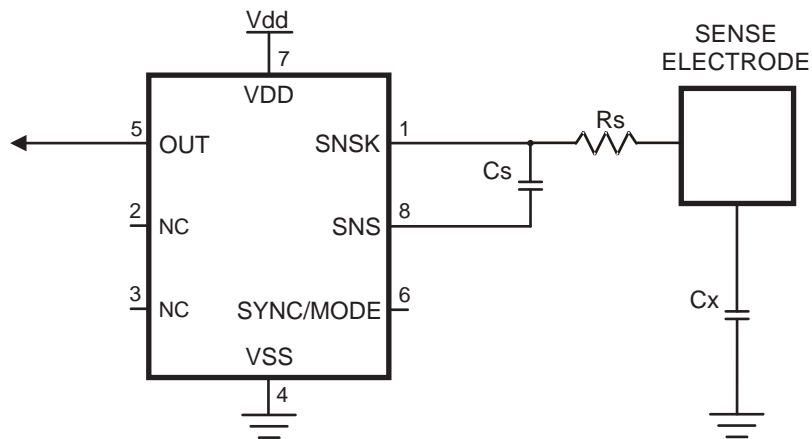 Vdd
7
VDD
SENSE
ELECTRODE
5
OUT
SNSK
1
Rs
Cs
2
NC
SNS
8
3
NC
SYNC/MODE
6
Cx
VSS
4